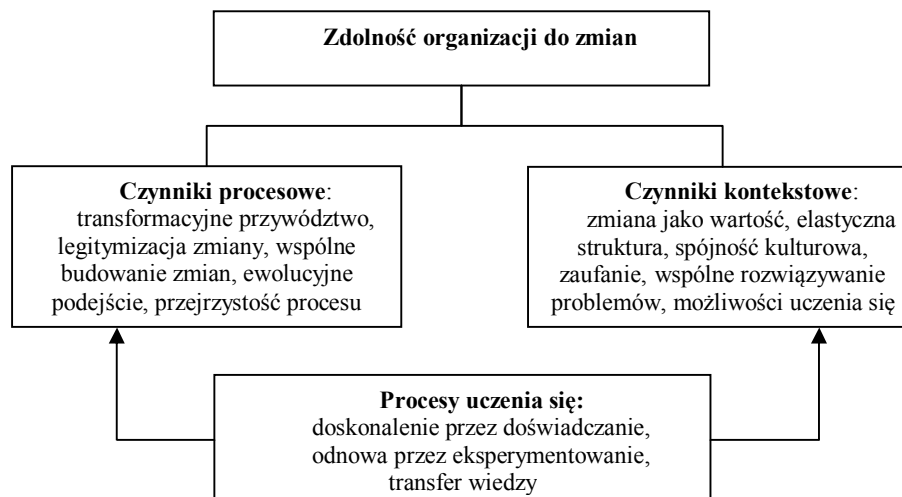 Zdolność organizacji do zmian
Czynniki procesowe:
transformacyjne przywództwo,
legitymizacja zmiany, wspólne
budowanie zmian, ewolucyjne
podejście, przejrzystość procesu
Czynniki kontekstowe:
zmiana jako wartość, elastyczna
struktura, spójność kulturowa,
zaufanie, wspólne rozwiązywanie
problemów, możliwości uczenia się
Procesy uczenia się:
doskonalenie przez doświadczanie,
odnowa przez eksperymentowanie,
transfer wiedzy